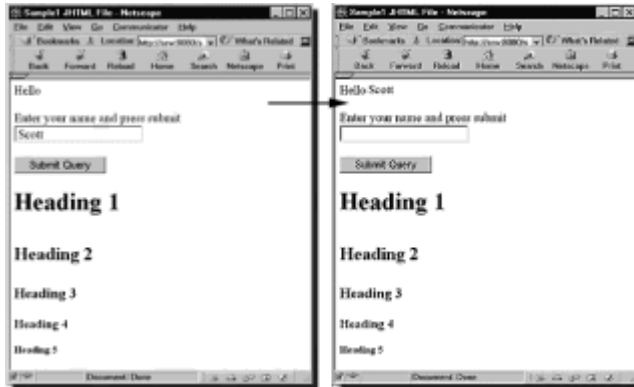 Sample1 JHTML File - Netscape
File Edit View Go Communicator Help
Bookmarks Location: What's Related
Back Forward Reload Home Search Netscape Print
Hello
Enter your name and press submit
Scott
Submit Query
Heading 1
Heading 2
Heading 3
Heading 4
Heading 5
Document: Done
Sample1 JHTML File - Netscape
File Edit View Go Communicator Help
Bookmarks Location: What's Related
Back Forward Reload Home Search Netscape Print
Hello Scott
Enter your name and press submit
Submit Query
Heading 1
Heading 2
Heading 3
Heading 4
Heading 5
Document: Done